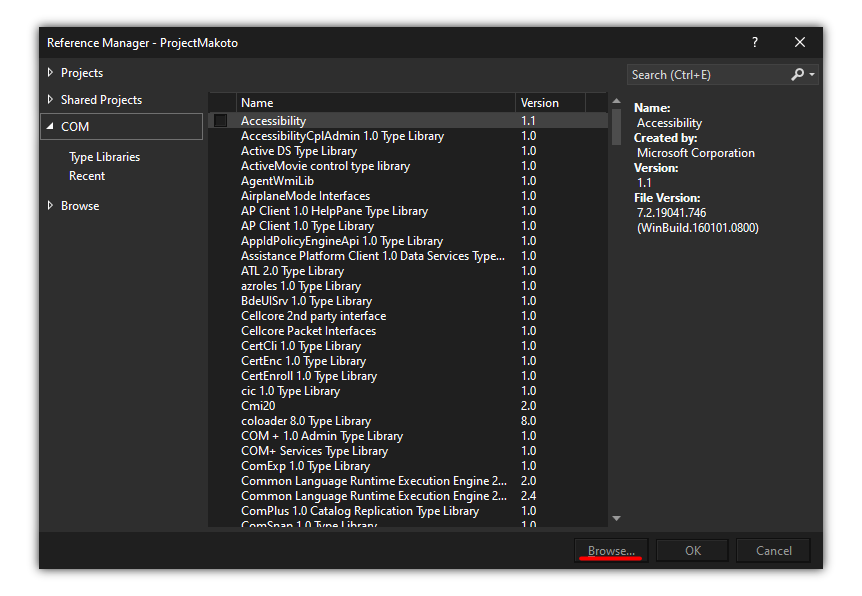 Reference Manager - ProjectMakoto
?
Projects
Shared Projects
COM
Type Libraries
Recent
Browse
Name Version
Accessibility 1.1
AccessibilityCplAdmin 1.0 Type Library 1.0
Active DS Type Library 1.0
ActiveMovie control type library 1.0
AgentWmiLib 1.0
AirplaneMode Interfaces 1.0
AP Client 1.0 HelpPane Type Library 1.0
AP Client 1.0 Type Library 1.0
AppIdPolicyEngineApi 1.0 Type Library 1.0
Assistance Platform Client 1.0 Data Services Type... 1.0
ATL 2.0 Type Library 1.0
azroles 1.0 Type Library 1.0
BdeUISrv 1.0 Type Library 1.0
Cellcore 2nd party interface 1.0
Cellcore Packet Interfaces 1.0
CertCli 1.0 Type Library 1.0
CertEnc 1.0 Type Library 1.0
CertEnroll 1.0 Type Library 1.0
cic 1.0 Type Library 1.0
Cmi20 2.0
coloader 8.0 Type Library 8.0
COM + 1.0 Admin Type Library 1.0
COM+ Services Type Library 1.0
ComExp 1.0 Type Library 1.0
Common Language Runtime Execution Engine 2... 2.0
Common Language Runtime Execution Engine 2... 2.4
ComPlus 1.0 Catalog Replication Type Library 1.0
ComSnap 1.0 Type Library 1.0
Search (Ctrl+E)
Name:
Accessibility
Created by:
Microsoft Corporation
Version:
1.1
File Version:
7.2.19041.746
(WinBuild.160101.0800)
Browse... OK Cancel